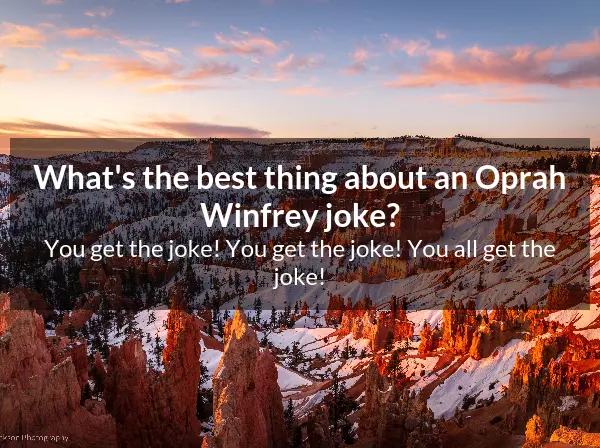 What's the best thing about an Oprah
Winfrey joke?
You get the joke! You get the joke! You all get the
joke!
Photography